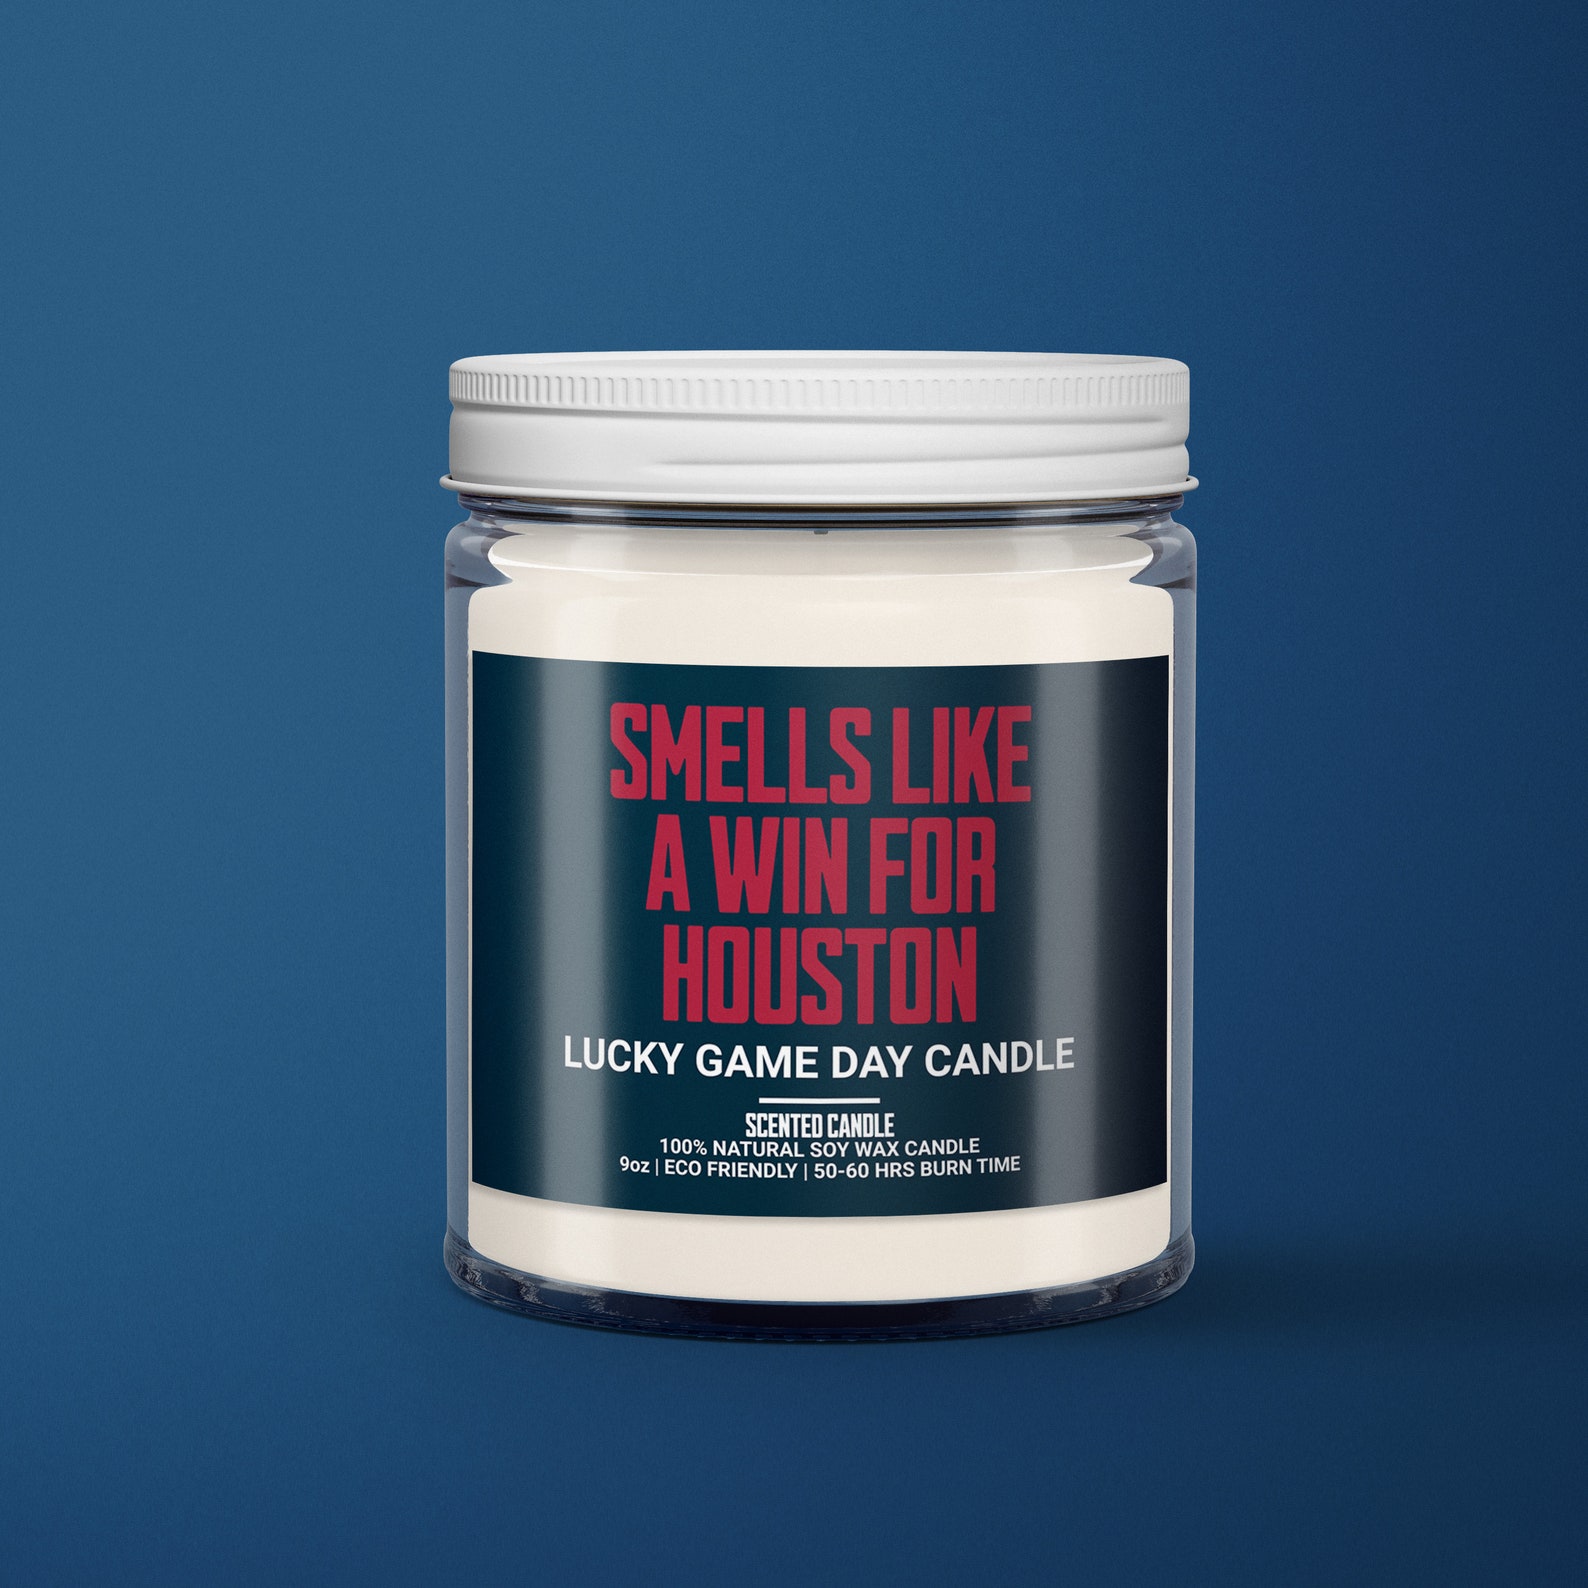 SMELLS LIKE
A WIN FOR
HOUSTON
LUCKY GAME DAY CANDLE
SCENTED CANDLE
100% NATURAL SOY WAX CANDLE
9oz | ECO FRIENDLY | 50-60 HRS BURN TIME